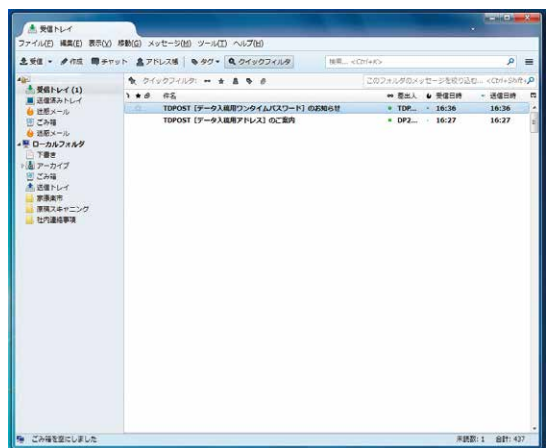 受信トレイ
ファイル(F) 編集(E) 表示(V) 移動(G) メッセージ(M) ツール(T) ヘルプ(H)
受信 作成 チャット アドレス帳 タグ クイックフィルタ 検索... <Ctrl+K>
クイックフィルタ: このフォルダのメッセージを絞り込む... <Ctrl+Shift+
受信トレイ (1)
送信済みトレイ
迷惑メール
ごみ箱
迷惑メール
ローカルフォルダ
下書き
アーカイブ
ごみ箱
送信トレイ
家原楽市
原稿スキャニング
社内連絡事項
件名 差出人 受信日時 送信日時
TDPOST [データ入稿用ワンタイムパスワード] のお知らせ TDP... 16:36 16:36
TDPOST [データ入稿用アドレス] のご案内 DP2... 16:27 16:27
ごみ箱を空にしました 未読数: 1 合計: 437